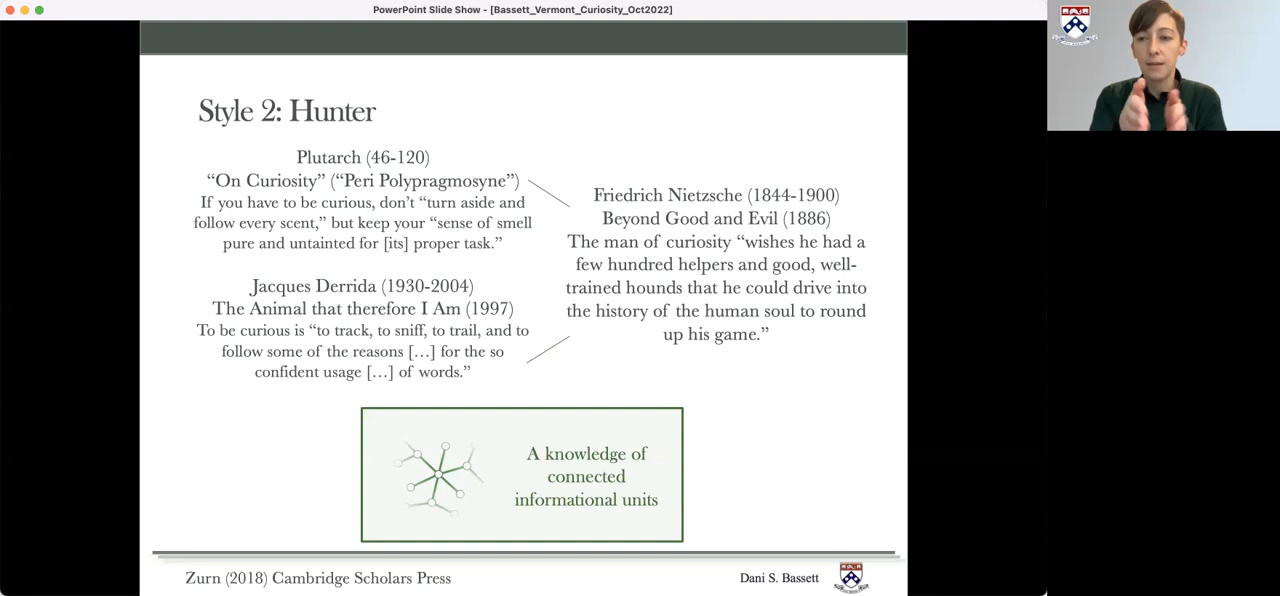 PowerPoint Slide Show - [Bassett_Vermont_Curiosity_Oct2022]
Style 2: Hunter
Plutarch (46-120)
“On Curiosity” (“Peri Polypragmosyne”)
If you have to be curious, don’t “turn aside and
follow every scent,” but keep your “sense of smell
pure and untainted for [its] proper task.”
Jacques Derrida (1930-2004)
The Animal that therefore I Am (1997)
To be curious is “to track, to sniff, to trail, and to
follow some of the reasons […] for the so
confident usage […] of words.”
Friedrich Nietzsche (1844-1900)
Beyond Good and Evil (1886)
The man of curiosity “wishes he had a
few hundred helpers and good, well-
trained hounds that he could drive into
the history of the human soul to round
up his game.”
A knowledge of
connected
informational units
Zurn (2018) Cambridge Scholars Press
Dani S. Bassett